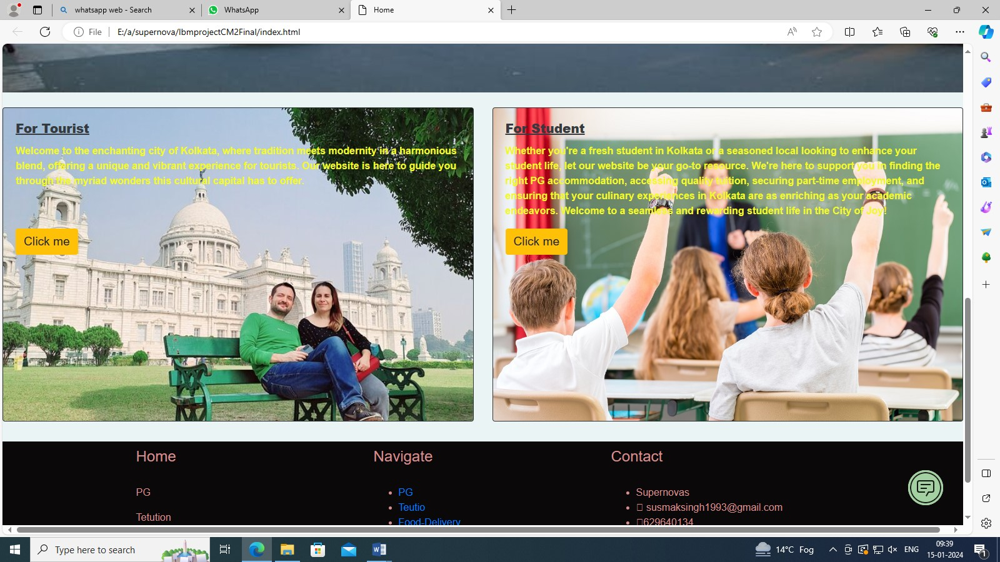 whatsapp web - Search
WhatsApp
Home
File
E:/a/supernova/IbmprojectCM2Final/index.html
For Tourist
Welcome to the enchanting city of Kolkata, where tradition meets modernity in a harmonious
blend, offering a unique and vibrant experience for tourists. Our website is here to guide you
through the myriad wonders this cultural capital has to offer.
Click me
For Student
Whether you're a fresh student in Kolkata or a seasoned local looking to enhance your
student life, let our website be your go-to resource. We're here to support you in finding the
right PG accommodation, accessing quality tuition, securing part-time employment, and
ensuring that your culinary experiences in Kolkata are as enriching as your academic
endeavors. Welcome to a seamless and rewarding student life in the City of Joy!
Click me
Home
PG
Tetution
Navigate
PG
Teutio
Food-Delivery
Contact
Supernovas
susmaksingh1993@gmail.com
629640134
Type here to search
14°C Fog
ENG
09:39
15-01-2024
1